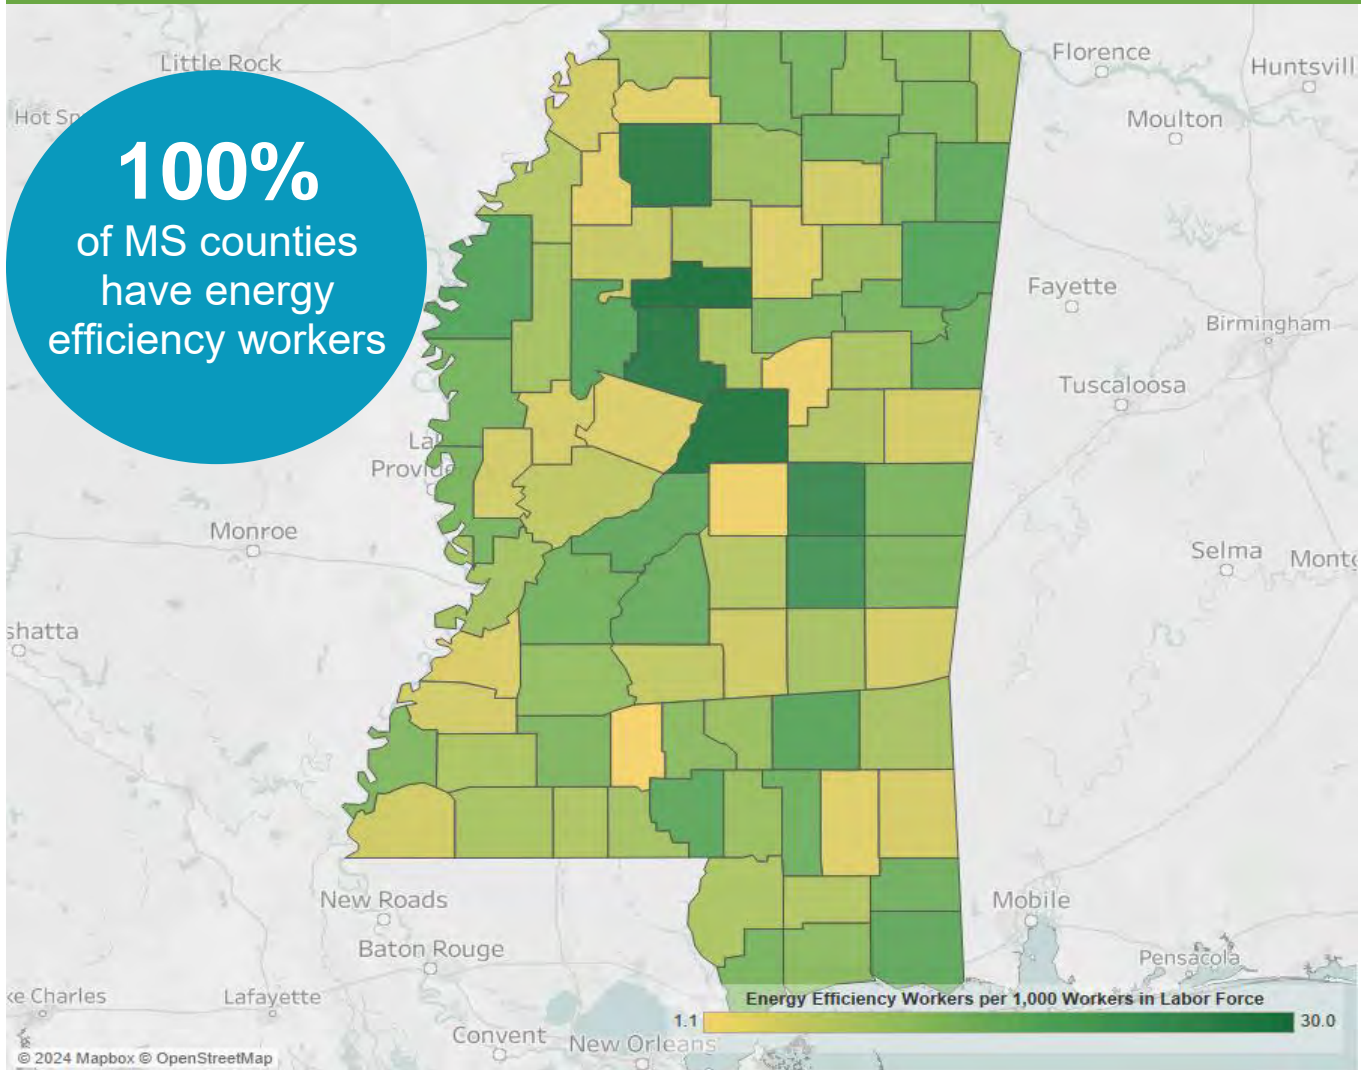 Little Rock
Florence
Huntsvill
Moulton
100%
of MS counties
have energy
efficiency workers
Fayette
Birmingham
Tuscaloosa
Monroe
Selma
shatta
New Roads
Mobile
Baton Rouge
Pensacola
ke Charles
Lafayette
Energy Efficiency Workers per 1,000 Workers in Labor Force
1.1
30.0
Convent
New Orleans
© 2024 Mapbox © OpenStreetMap